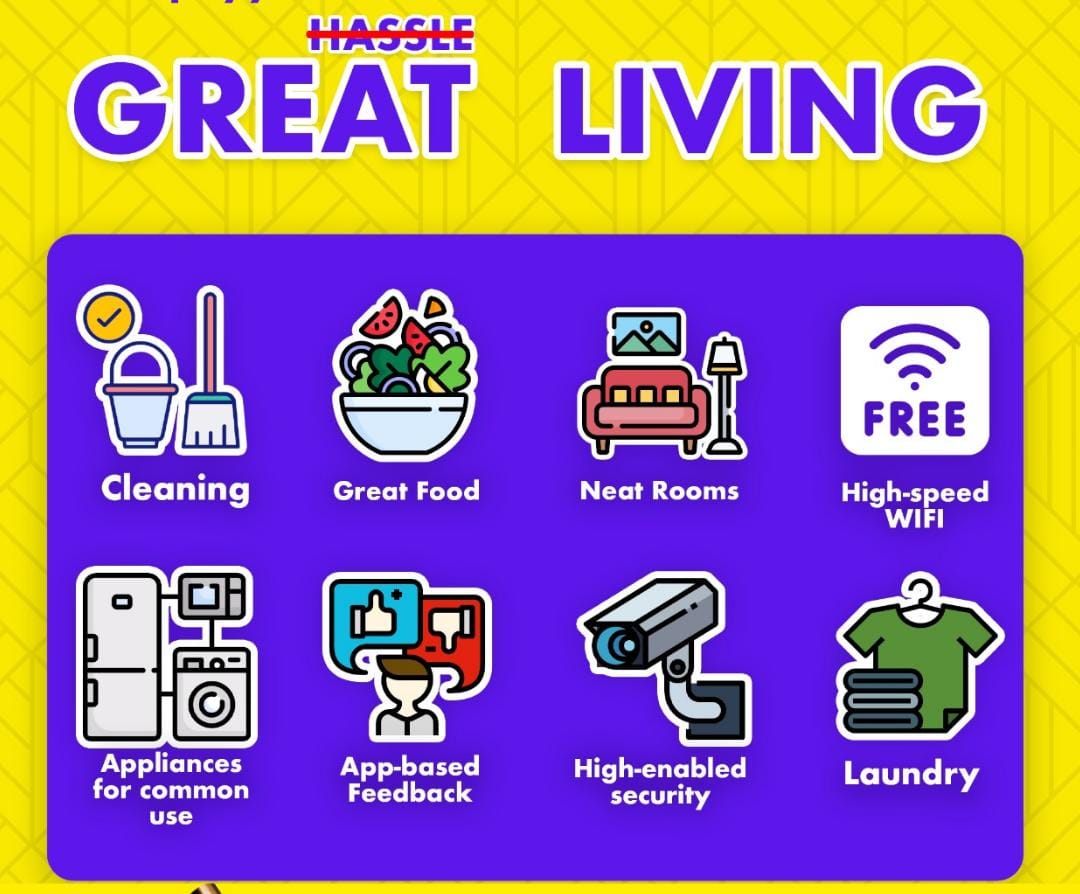 HASSLE
GREAT LIVING
Cleaning
Great Food
Neat Rooms
FREE
High-speed
WIFI
Appliances
for common
use
App-based
Feedback
High-enabled
security
Laundry